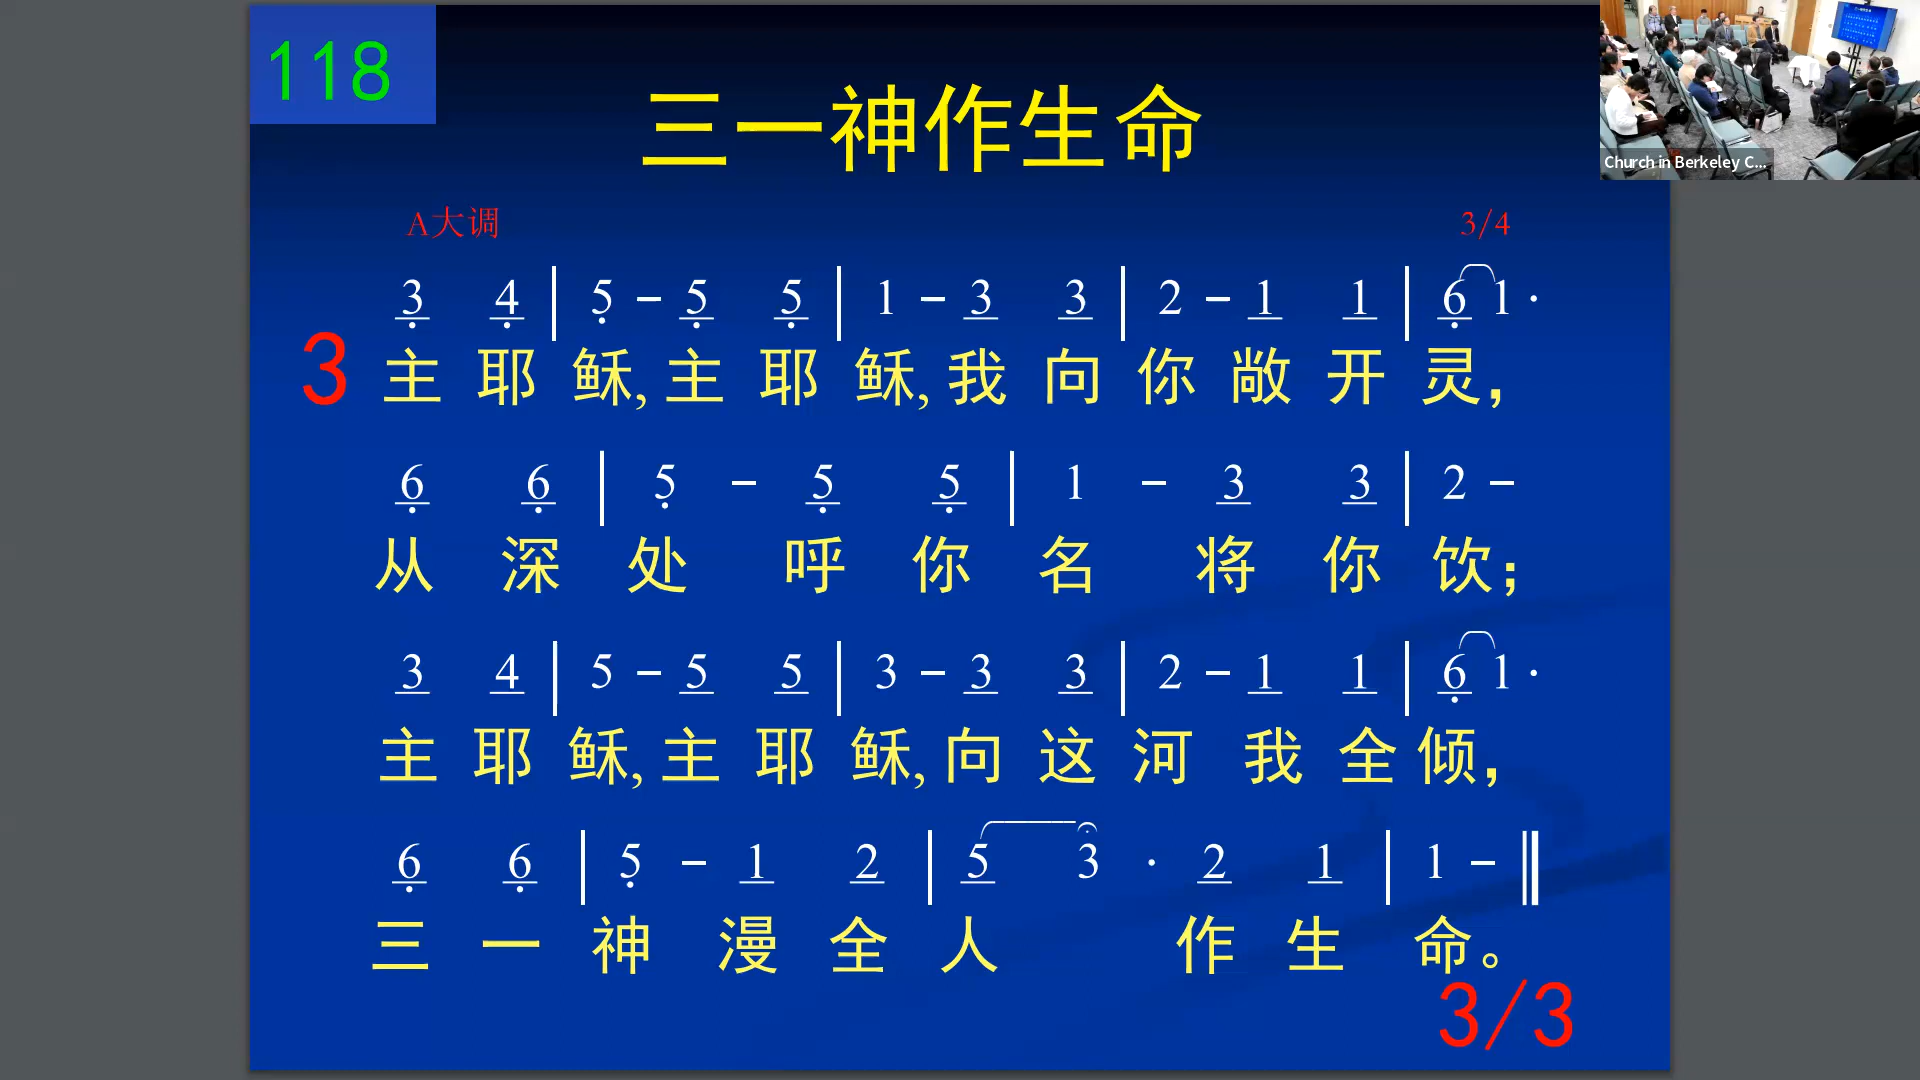 118
三一神作生命
A大调 3/4
3 4 | 5 - 5 5 | 1 - 3 3 | 2 - 1 1 | 6 1 ·
3 主耶稣,主耶稣,我向你敞开灵,
6 6 | 5 - 5 5 | 1 - 3 3 | 2 -
从深处呼你名将你饮;
3 4 | 5 - 5 5 | 3 - 3 3 | 2 - 1 1 | 6 1 ·
主耶稣,主耶稣,向这河我全倾,
6 6 | 5 - 1 2 | 5 3 · 2 1 | 1 - ‖
三一神漫全人作生命。
3/3
Church in Berkeley C...